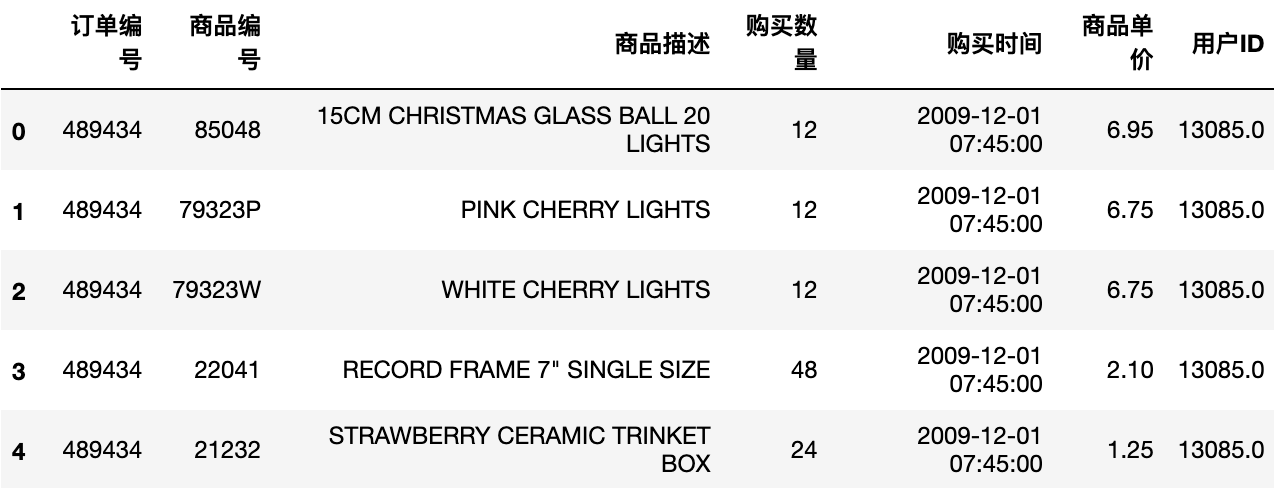 订单编号 商品编号 商品描述 购买数量 购买时间 商品单价 用户ID
0 489434 85048 15CM CHRISTMAS GLASS BALL 20 LIGHTS 12 2009-12-01 07:45:00 6.95 13085.0
1 489434 79323P PINK CHERRY LIGHTS 12 2009-12-01 07:45:00 6.75 13085.0
2 489434 79323W WHITE CHERRY LIGHTS 12 2009-12-01 07:45:00 6.75 13085.0
3 489434 22041 RECORD FRAME 7" SINGLE SIZE 48 2009-12-01 07:45:00 2.10 13085.0
4 489434 21232 STRAWBERRY CERAMIC TRINKET BOX 24 2009-12-01 07:45:00 1.25 13085.0